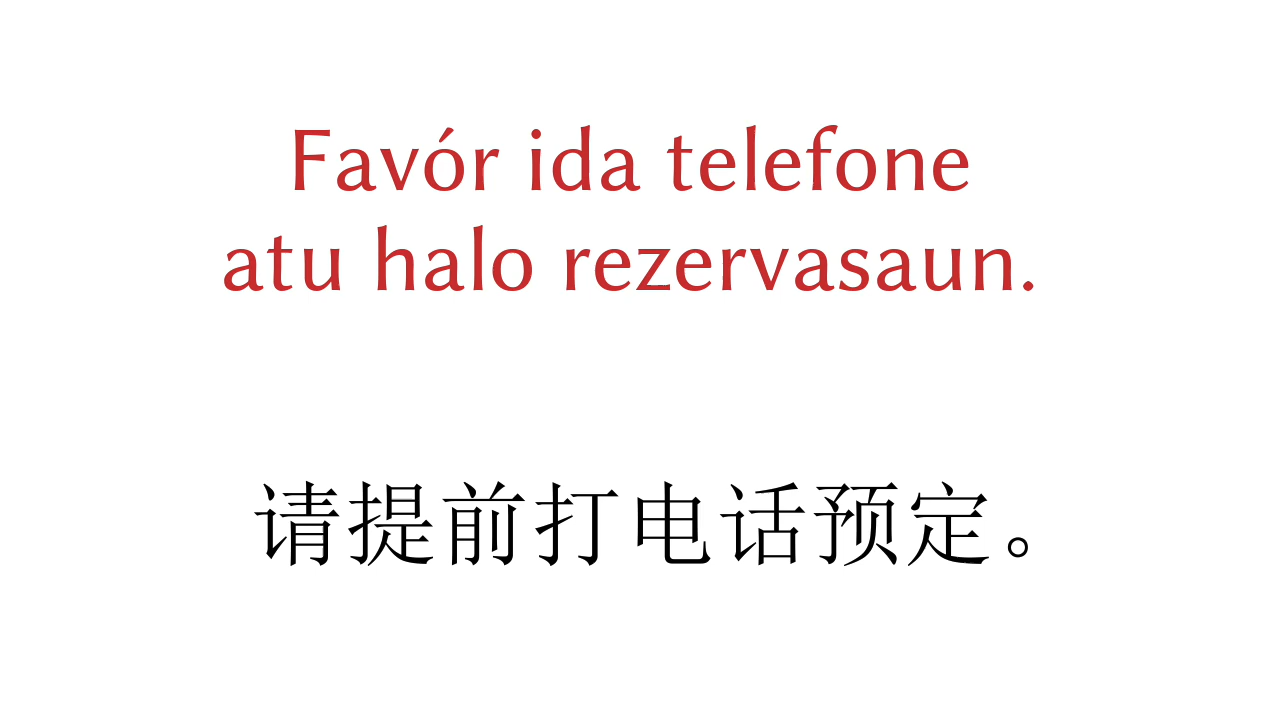 Favór ida telefone
atu halo rezervasaun.
请提前打电话预定。